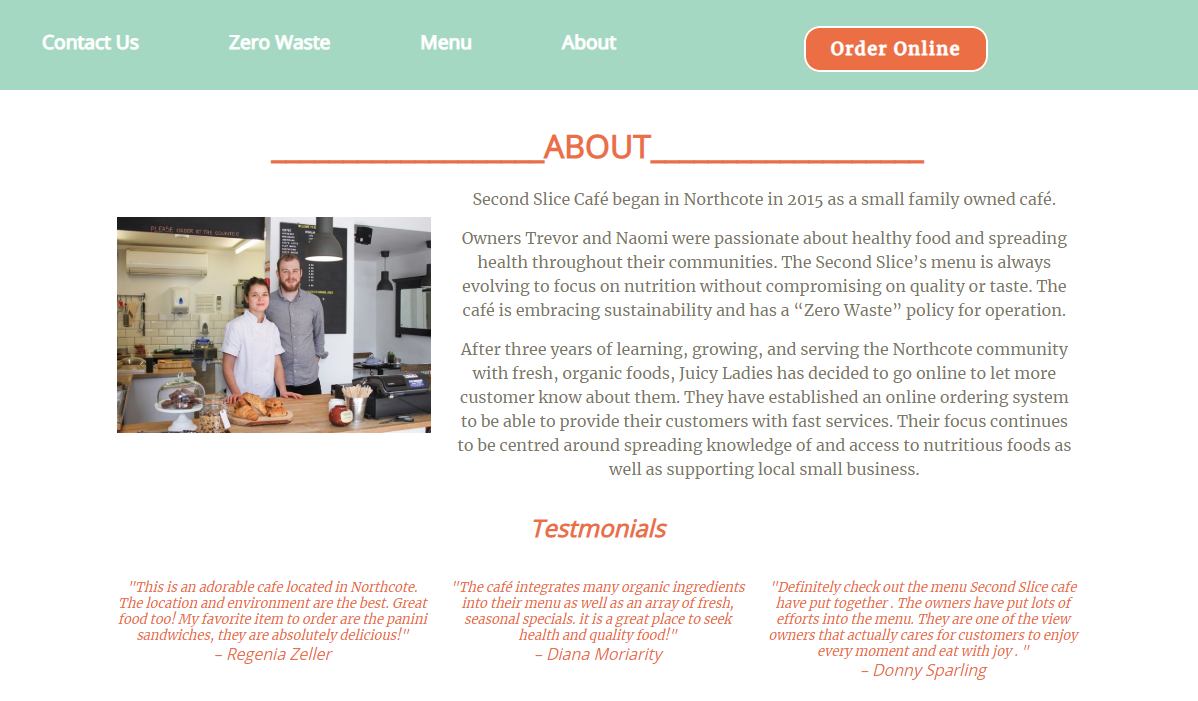 Contact Us Zero Waste Menu About Order Online
__________________ABOUT__________________
Second Slice Café began in Northcote in 2015 as a small family owned café.
Owners Trevor and Naomi were passionate about healthy food and spreading
health throughout their communities. The Second Slice’s menu is always
evolving to focus on nutrition without compromising on quality or taste. The
café is embracing sustainability and has a “Zero Waste” policy for operation.
After three years of learning, growing, and serving the Northcote community
with fresh, organic foods, Juicy Ladies has decided to go online to let more
customer know about them. They have established an online ordering system
to be able to provide their customers with fast services. Their focus continues
to be centred around spreading knowledge of and access to nutritious foods as
well as supporting local small business.
PLEASE ORDER AT THE COUNTER
Testmonials
"This is an adorable cafe located in Northcote.
The location and environment are the best. Great
food too! My favorite item to order are the panini
sandwiches, they are absolutely delicious!"
– Regenia Zeller
"The café integrates many organic ingredients
into their menu as well as an array of fresh,
seasonal specials. it is a great place to seek
health and quality food!"
– Diana Moriarity
"Definitely check out the menu Second Slice cafe
have put together . The owners have put lots of
efforts into the menu. They are one of the view
owners that actually cares for customers to enjoy
every moment and eat with joy . "
– Donny Sparling